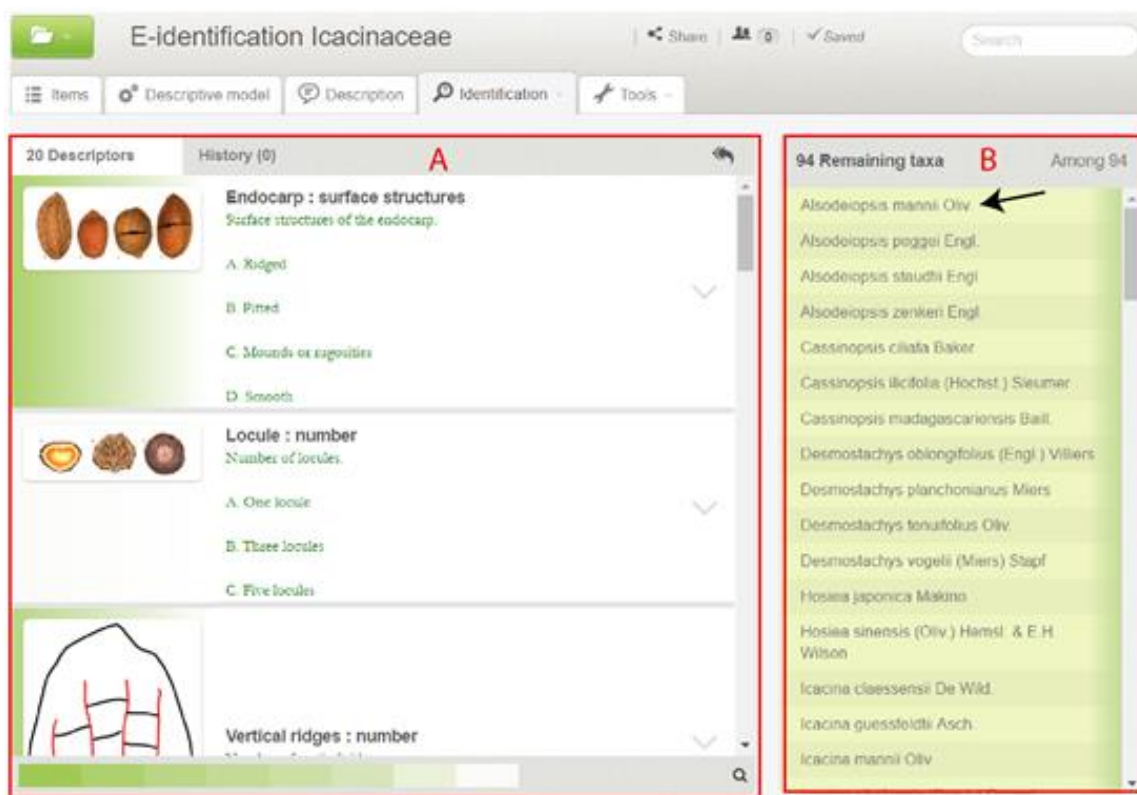 E-identification Icacinaceae
Share
0
Saved
Search
Items
Descriptive model
Description
Identification
Tools
20 Descriptors
History (0)
A
Endocarp : surface structures
Surface structures of the endocarp.
A. Ridged
B. Pitted
C. Mounds or rugosities
D. Smooth
Locule : number
Number of locules.
A. One locule
B. Three locules
C. Five locules
Vertical ridges : number
94 Remaining taxa
B
Among 94
Alsodeiopsis mannii Oliv.
Alsodeiopsis poggei Engl.
Alsodeiopsis staudtii Engl
Alsodeiopsis zenkeri Engl.
Cassinopsis ciliata Baker
Cassinopsis ilicifolia (Hochst.) Sleumer
Cassinopsis madagascariensis Baill.
Desmostachys oblongifolius (Engl.) Villiers
Desmostachys planchonianus Miers
Desmostachys tenuifolius Oliv.
Desmostachys vogelii (Miers) Stapf
Hosiea japonica Makino
Hosiea sinensis (Oliv.) Hemsl. & E.H.
Wilson
Icacina claessensii De Wild.
Icacina guessfeldtii Asch.
Icacina mannii Oliv